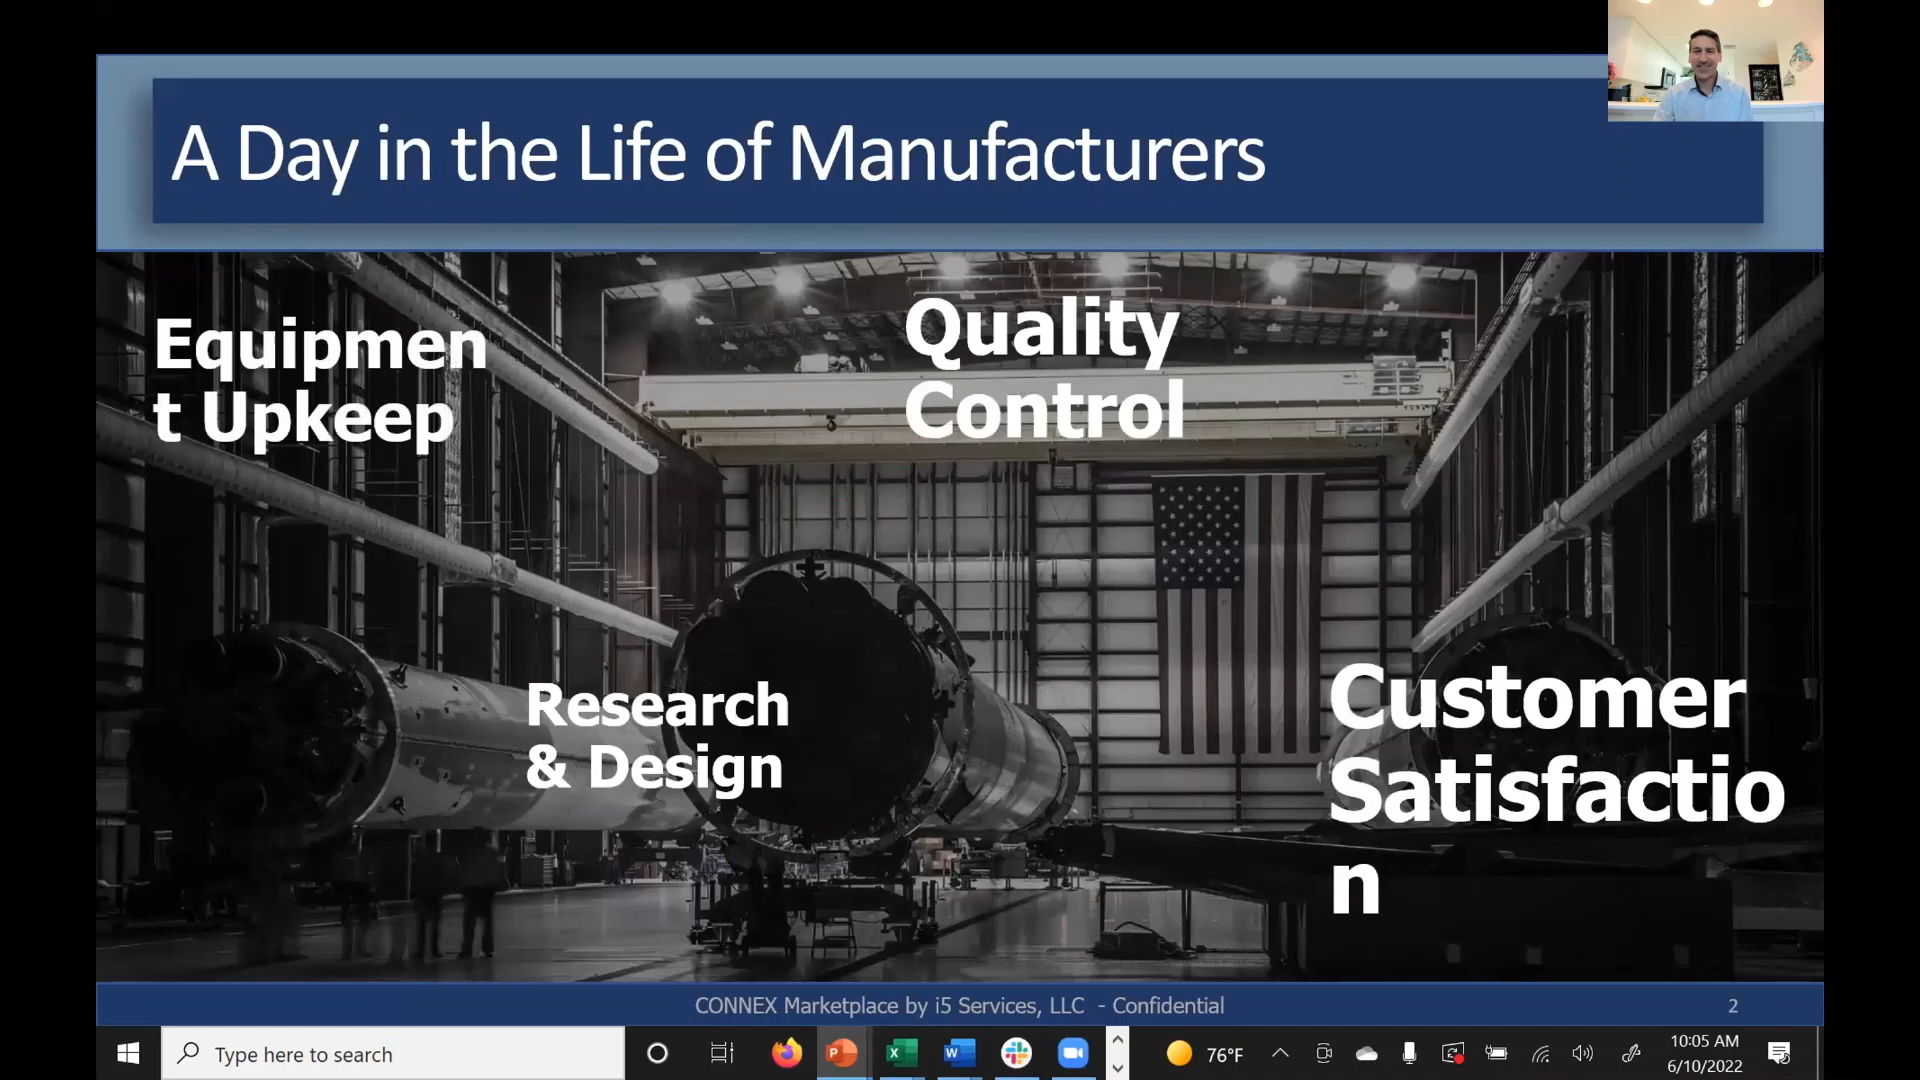 A Day in the Life of Manufacturers
Equipmen
t Upkeep
Quality
Control
Research
& Design
Customer
Satisfactio
n
CONNEX Marketplace by i5 Services, LLC - Confidential
2
Type here to search
76°F
10:05 AM
6/10/2022